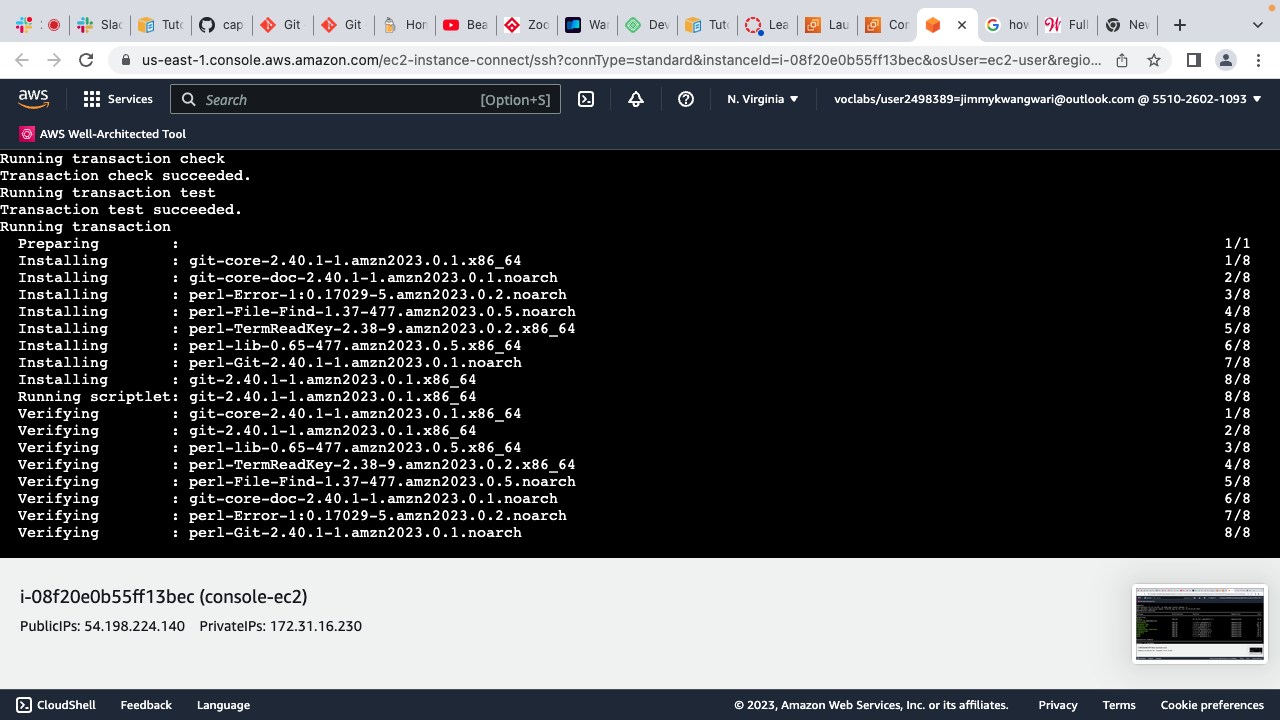 Slac
Tuto
cap
Git
Git
Hon
Bea
Zoo
War
Dev
Tuto
Lea
Lau
Cor
how
Full
Nev
us-east-1.console.aws.amazon.com/ec2-instance-connect/ssh?connType=standard&instanceId=i-08f20e0b55ff13bec&osUser=ec2-user&regio...
aws Services Search [Option+S] N. Virginia voclabs/user2498389=jimmykwangwari@outlook.com @ 5510-2602-1093
AWS Well-Architected Tool
Running transaction check
Transaction check succeeded.
Running transaction test
Transaction test succeeded.
Running transaction
Preparing : 1/1
Installing : git-core-2.40.1-1.amzn2023.0.1.x86_64 1/8
Installing : git-core-doc-2.40.1-1.amzn2023.0.1.noarch 2/8
Installing : perl-Error-1:0.17029-5.amzn2023.0.2.noarch 3/8
Installing : perl-File-Find-1.37-477.amzn2023.0.5.noarch 4/8
Installing : perl-TermReadKey-2.38-9.amzn2023.0.2.x86_64 5/8
Installing : perl-lib-0.65-477.amzn2023.0.5.x86_64 6/8
Installing : perl-Git-2.40.1-1.amzn2023.0.1.noarch 7/8
Installing : git-2.40.1-1.amzn2023.0.1.x86_64 8/8
Running scriptlet: git-2.40.1-1.amzn2023.0.1.x86_64 8/8
Verifying : git-core-2.40.1-1.amzn2023.0.1.x86_64 1/8
Verifying : git-2.40.1-1.amzn2023.0.1.x86_64 2/8
Verifying : perl-lib-0.65-477.amzn2023.0.5.x86_64 3/8
Verifying : perl-TermReadKey-2.38-9.amzn2023.0.2.x86_64 4/8
Verifying : perl-File-Find-1.37-477.amzn2023.0.5.noarch 5/8
Verifying : git-core-doc-2.40.1-1.amzn2023.0.1.noarch 6/8
Verifying : perl-Error-1:0.17029-5.amzn2023.0.2.noarch 7/8
Verifying : perl-Git-2.40.1-1.amzn2023.0.1.noarch 8/8
i-08f20e0b55ff13bec (console-ec2)
PublicIPs: 54.198.224.140 PrivateIPs: 172.31.16.230
CloudShell Feedback Language © 2023, Amazon Web Services, Inc. or its affiliates. Privacy Terms Cookie preferences